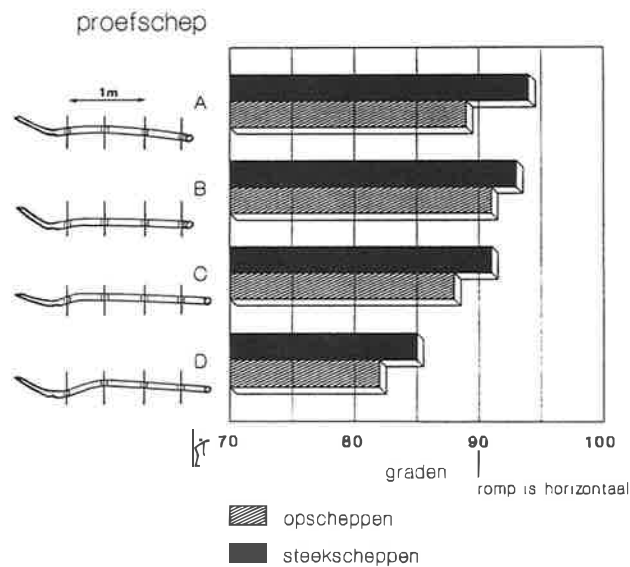 proefschep
1m
A
B
C
D
70 80 90 100
graden
romp is horizontaal
opscheppen
steekscheppen